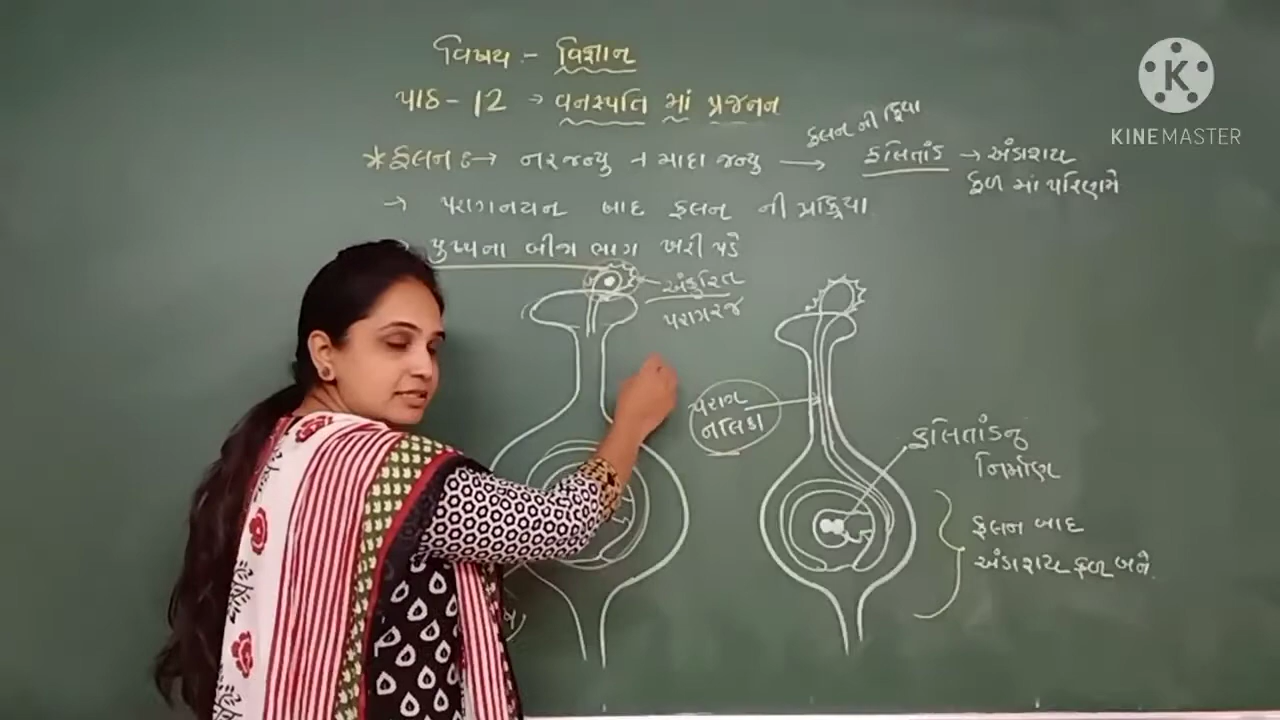 વિષય :- વિજ્ઞાન
પાઠ - 12 → વનસ્પતિ માં પ્રજનન
ફલન ની ક્રિયા
* ફલન :→ નરજન્યુ + માદા જન્યુ → ફલિતાંડ → અંડાશય
ફળ માં પરિણમે
→ પરાગનયન બાદ ફલન ની પ્રક્રિયા
પુષ્પના બીજા ભાગ ખરી પડે
અંકુરિત
પરાગરજ
પરાગ
નલિકા
ફલિતાંડનુ
નિર્માણ
ફલન બાદ
અંડાશય ફળ બને.
K
KINEMASTER